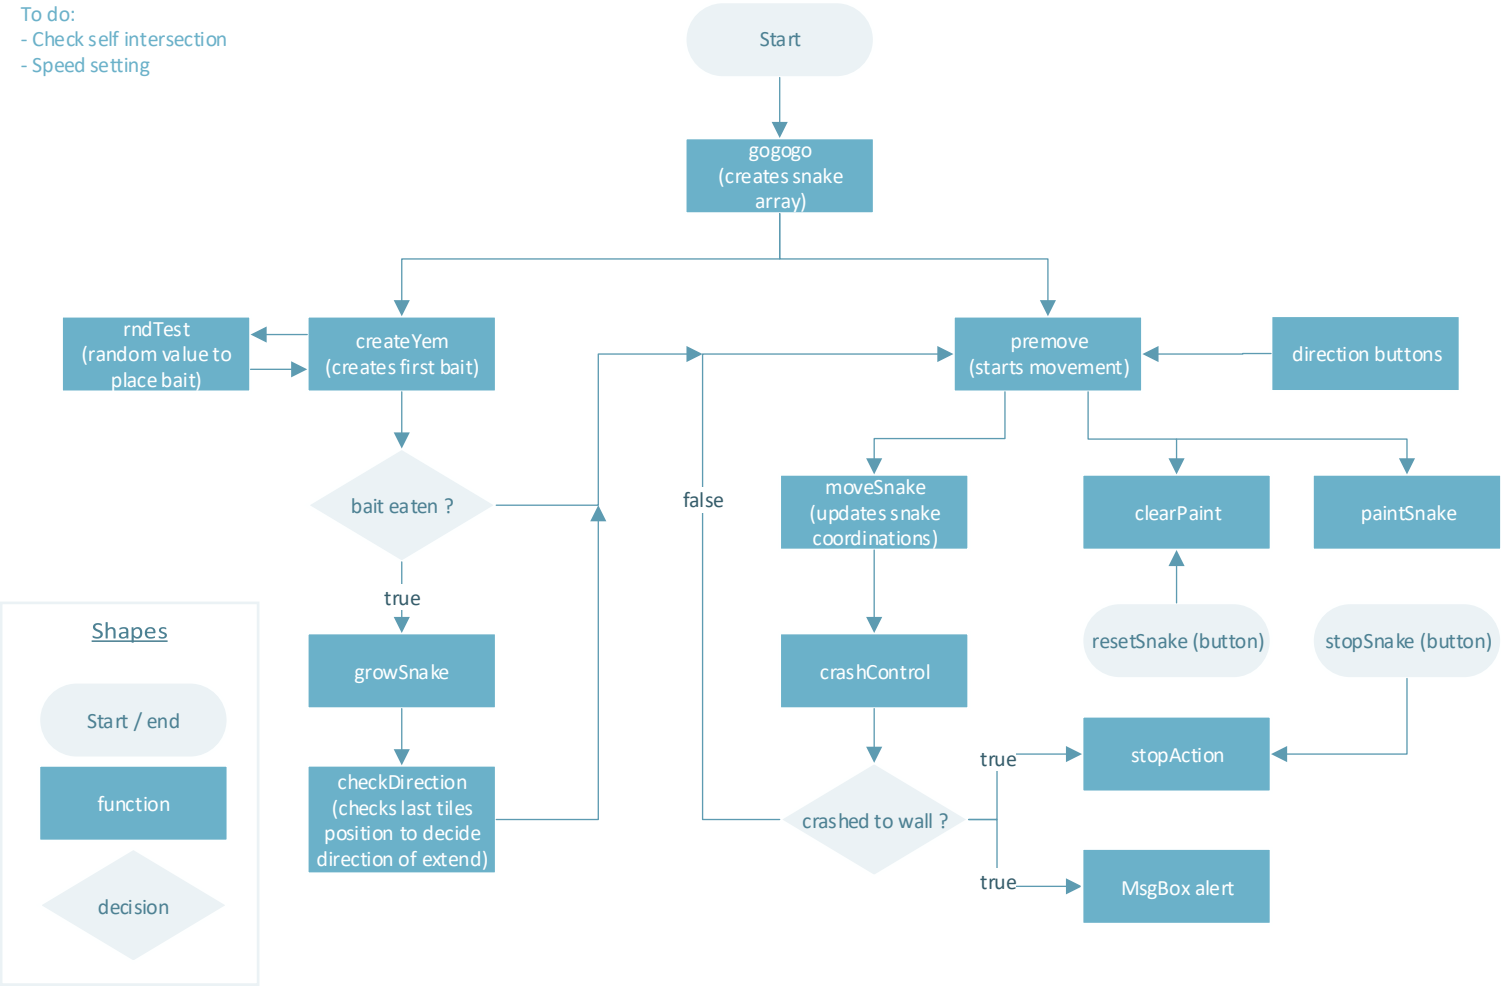 To do:
- Check self intersection
- Speed setting
Start
gogogo
(creates snake
array)
rndTest
(random value to
place bait)
createYem
(creates first bait)
premove
(starts movement)
direction buttons
bait eaten ?
false
moveSnake
(updates snake
coordinations)
clearPaint
paintSnake
true
Shapes
growSnake
crashControl
resetSnake (button)
stopSnake (button)
Start / end
function
decision
checkDirection
(checks last tiles
position to decide
direction of extend)
crashed to wall ?
true
stopAction
true
MsgBox alert